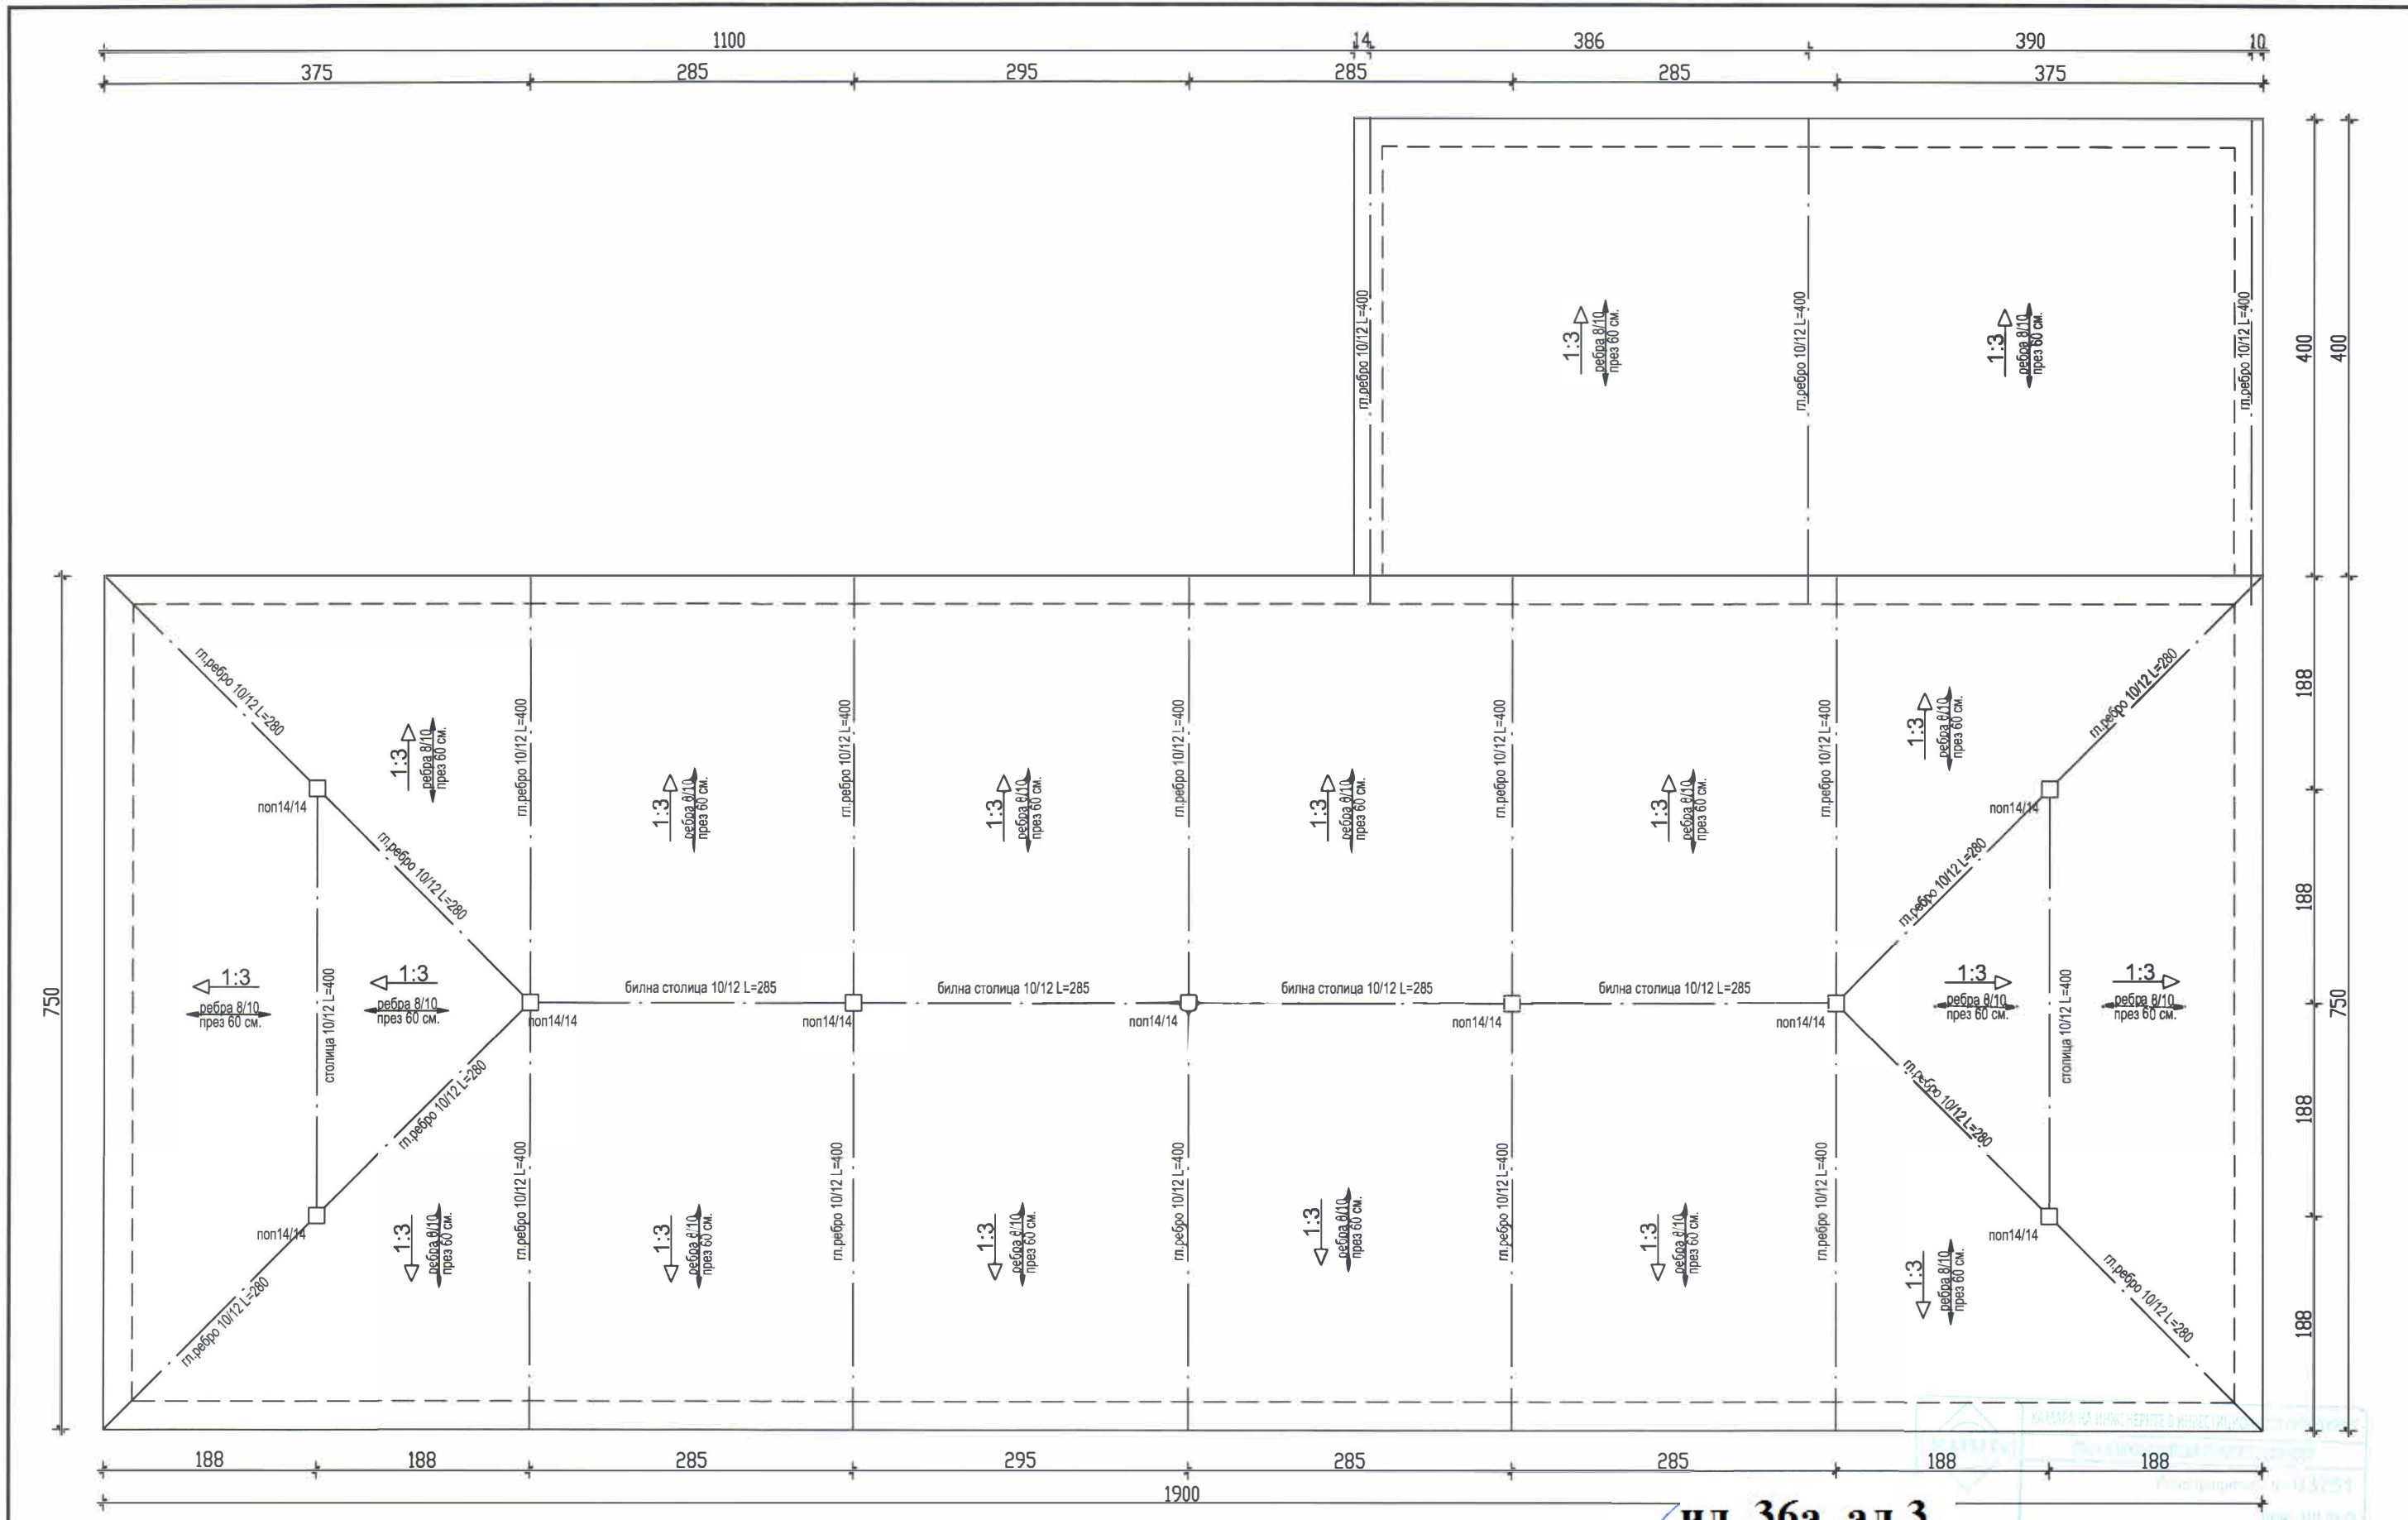 1100 14 386 390 10
375 285 295 285 285 375
гл.ребро 10/12 L=400
1:3
ребра 8/10
през 60 см.
гл.ребро 10/12 L=400
1:3
ребра 8/10
през 60 см.
гл.ребро 10/12 L=400
400
400
гл.ребро 10/12 L=280
1:3
ребра 8/10
през 60 см.
гл.ребро 10/12 L=400
1:3
ребра 8/10
през 60 см.
гл.ребро 10/12 L=400
1:3
ребра 8/10
през 60 см.
гл.ребро 10/12 L=400
1:3
ребра 8/10
през 60 см.
гл.ребро 10/12 L=400
1:3
ребра 8/10
през 60 см.
гл.ребро 10/12 L=400
1:3
ребра 8/10
през 60 см.
гл.ребро 10/12 L=280
188
поп14/14
гл.ребро 10/12 L=280
гл.ребро 10/12 L=280
поп14/14
188
750
1:3
ребра 8/10
през 60 см.
столица 10/12 L=400
1:3
ребра 8/10
през 60 см.
билна столица 10/12 L=285
билна столица 10/12 L=285
билна столица 10/12 L=285
билна столица 10/12 L=285
1:3
ребра 8/10
през 60 см.
столица 10/12 L=400
1:3
ребра 8/10
през 60 см.
750
поп14/14
поп14/14
поп14/14
поп14/14
поп14/14
гл.ребро 10/12 L=280
гл.ребро 10/12 L=280
188
поп14/14
поп14/14
гл.ребро 10/12 L=280
1:3
ребра 8/10
през 60 см.
гл.ребро 10/12 L=400
1:3
ребра 8/10
през 60 см.
гл.ребро 10/12 L=400
1:3
ребра 8/10
през 60 см.
гл.ребро 10/12 L=400
1:3
ребра 8/10
през 60 см.
гл.ребро 10/12 L=400
1:3
ребра 8/10
през 60 см.
гл.ребро 10/12 L=400
1:3
ребра 8/10
през 60 см.
гл.ребро 10/12 L=280
188
188 188 285 295 285 285 188 188
1900
чл. 36а, ал.3
КАМАРА НА ИНЖЕНЕРИТЕ В
03251